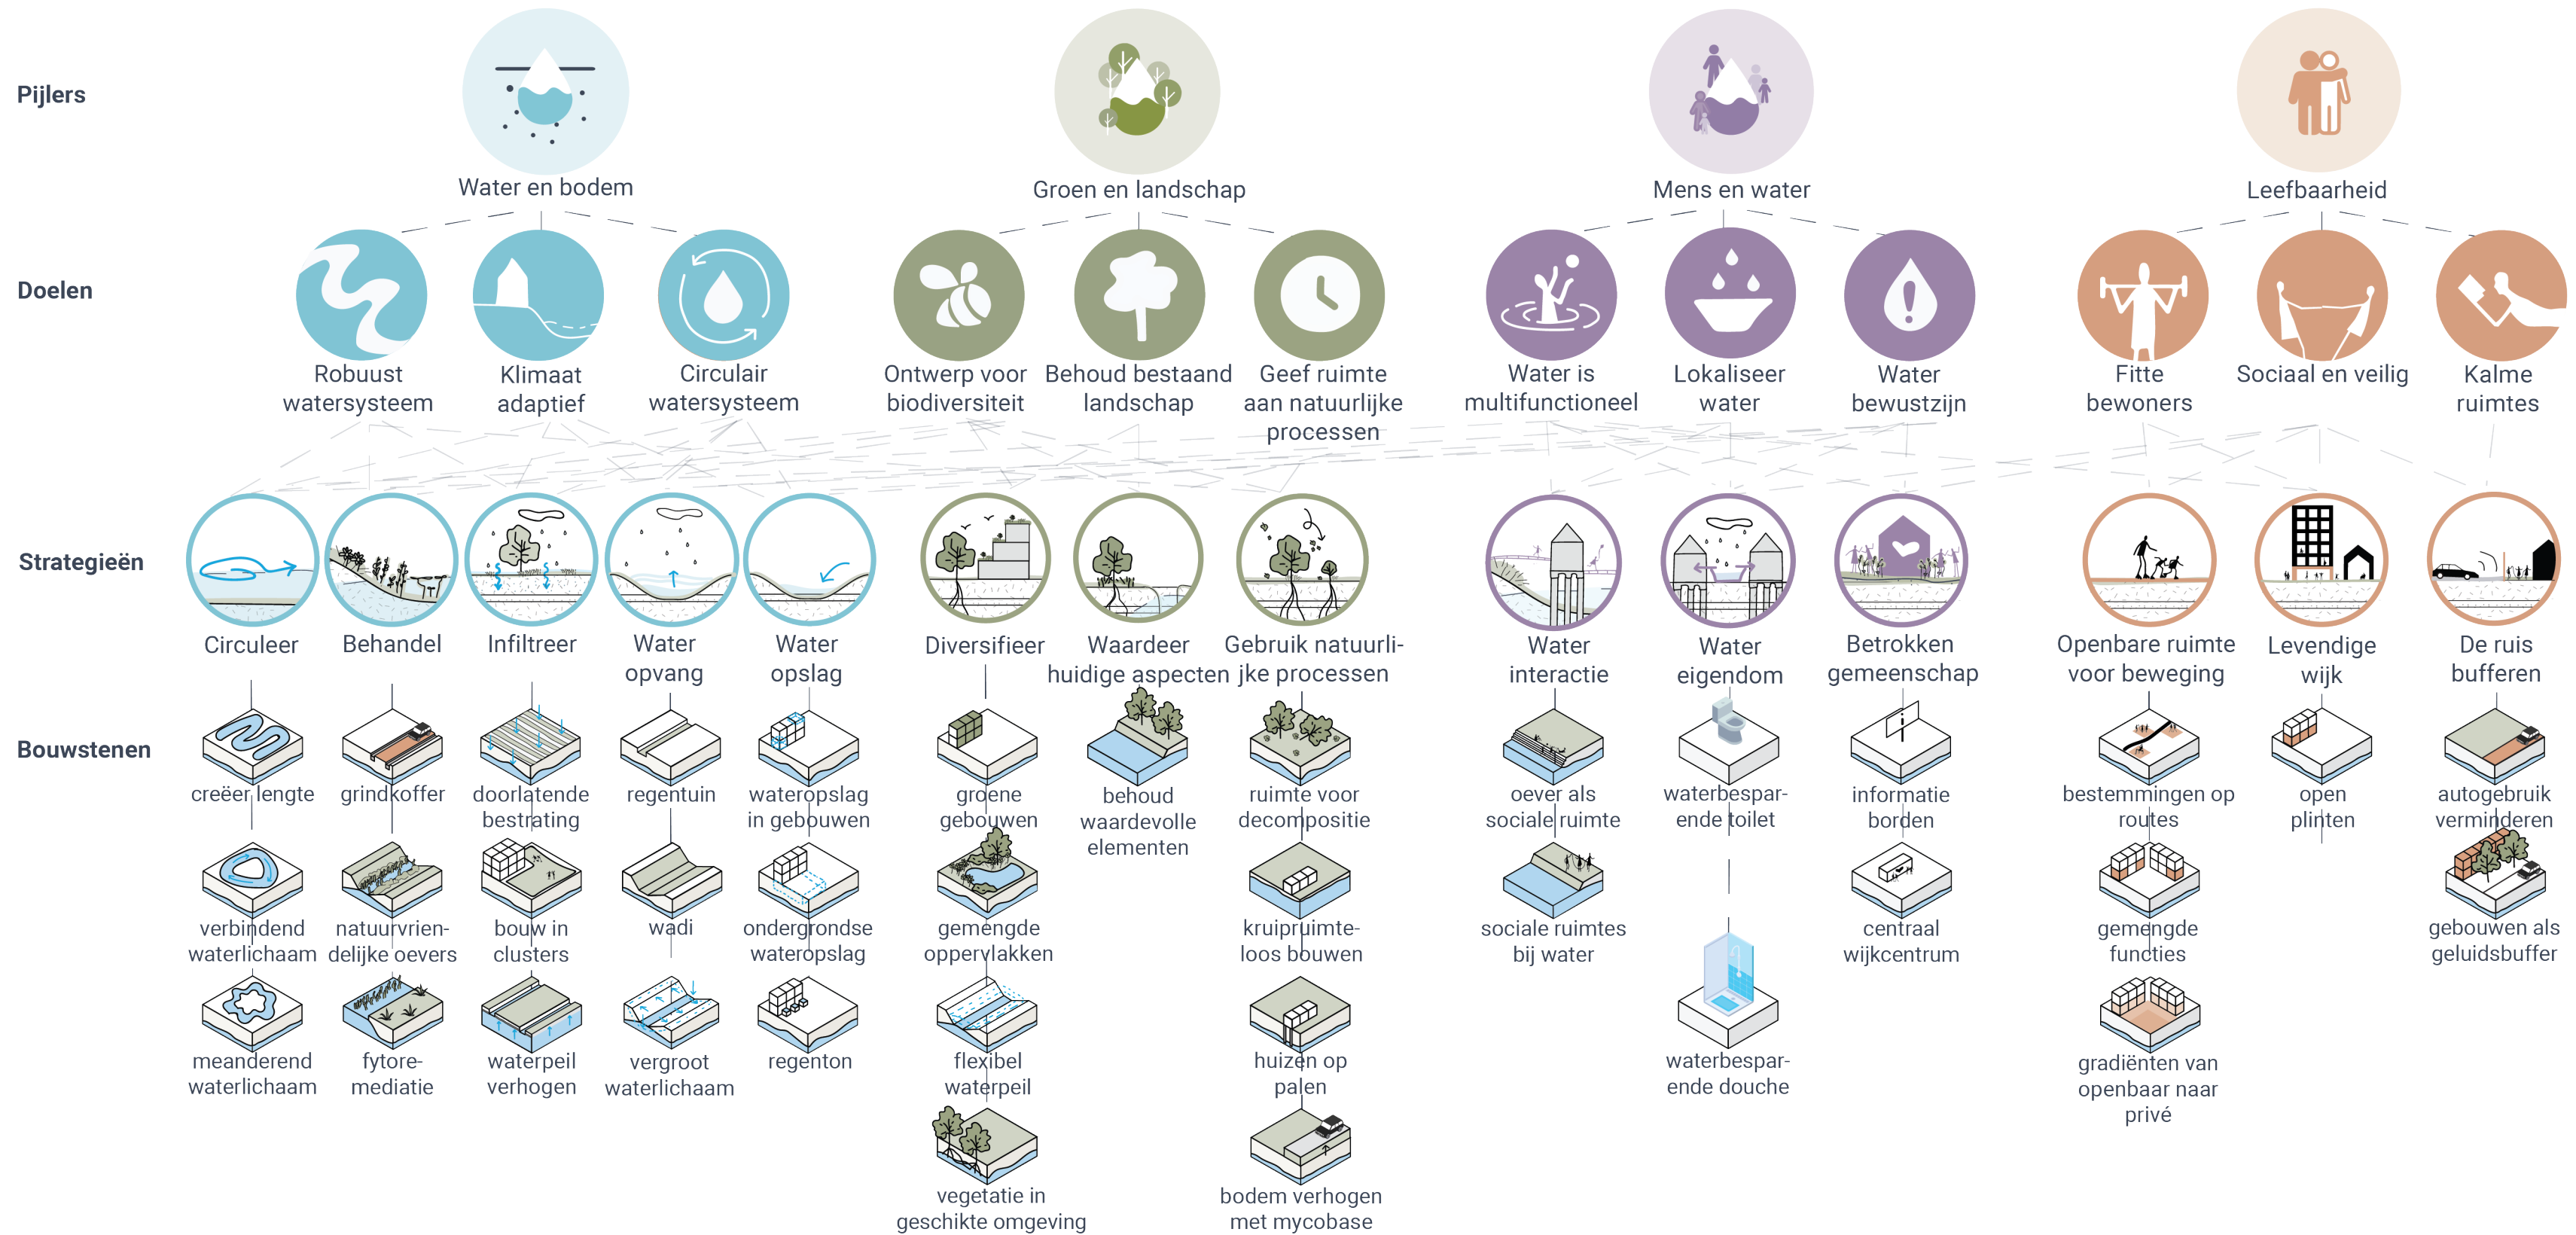 Pijlers
Water en bodem
Groen en landschap
Mens en water
Leefbaarheid
Doelen
Robuust
watersysteem
Klimaat
adaptief
Circulair
watersysteem
Ontwerp voor
biodiversiteit
Behoud bestaand
landschap
Geef ruimte
aan natuurlijke
processen
Water is
multifunctioneel
Lokaliseer
water
Water
bewustzijn
Fitte
bewoners
Sociaal en veilig
Kalme
ruimtes
Strategieën
Circuleer
Behandel
Infiltreer
Water
opvang
Water
opslag
Diversifieer
Waardeer
huidige aspecten
Gebruik natuurli-
jke processen
Water
interactie
Water
eigendom
Betrokken
gemeenschap
Openbare ruimte
voor beweging
Levendige
wijk
De ruis
bufferen
Bouwstenen
creëer lengte
grindkoffer
doorlatende
bestrating
regentuin
wateropslag
in gebouwen
groene
gebouwen
behoud
waardevolle
elementen
ruimte voor
decompositie
oever als
sociale ruimte
waterbespar-
ende toilet
informatie
borden
bestemmingen op
routes
open
plinten
autogebruik
verminderen
verbindend
waterlichaam
natuurvrien-
delijke oevers
bouw in
clusters
wadi
ondergrondse
wateropslag
gemengde
oppervlakken
kruipruimte-
loos bouwen
sociale ruimtes
bij water
centraal
wijkcentrum
gemengde
functies
gebouwen als
geluidsbuffer
meanderend
waterlichaam
fytore-
mediatie
waterpeil
verhogen
vergroot
waterlichaam
regenton
flexibel
waterpeil
huizen op
palen
waterbespar-
ende douche
gradiënten van
openbaar naar
privé
vegetatie in
geschikte omgeving
bodem verhogen
met mycobase